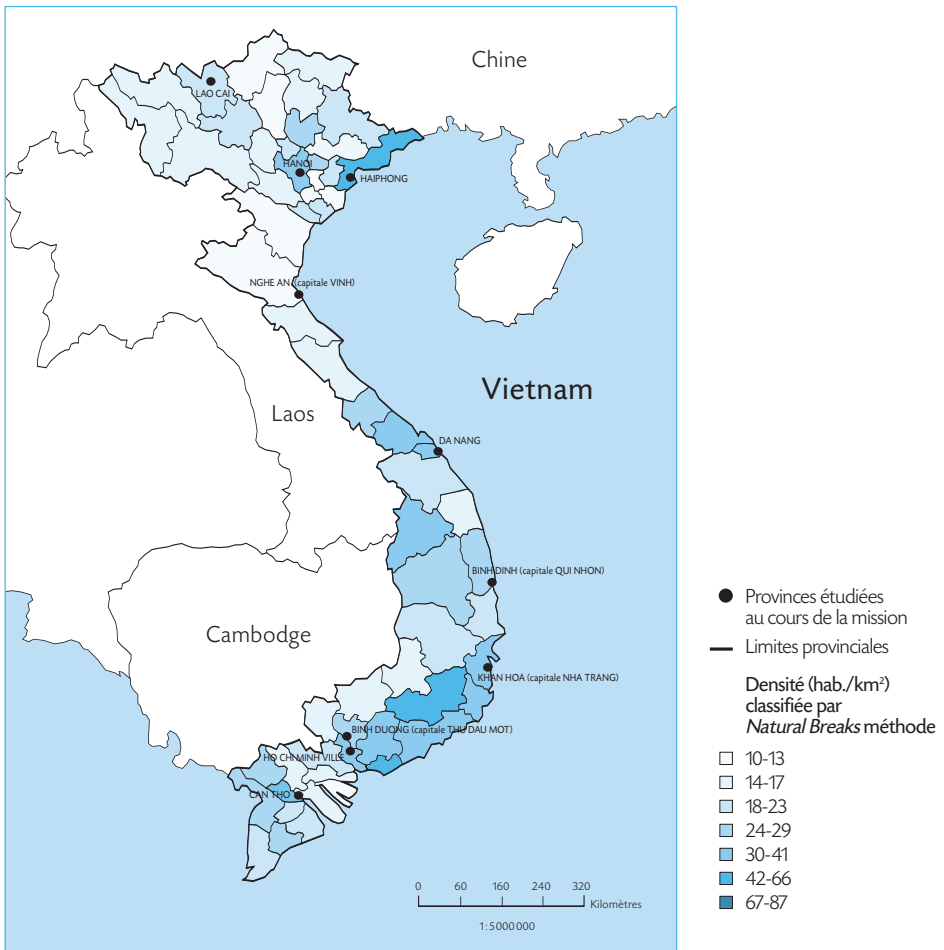 Chine
LAO CAI
HANOI
HAIPHONG
NGHE AN (capitale VINH)
Vietnam
Laos
DA NANG
BINH DINH (capitale QUI NHON)
Cambodge
KHAN HOA (capitale NHA TRANG)
BINH DUONG (capitale THU DAU MOT)
HO CHI MINH VILLE
CAN THO
0 60 160 240 320
Kilomètres
1:5000000
Provinces étudiées
au cours de la mission
Limites provinciales
Densité (hab./km²)
classifiée par
Natural Breaks méthode
10-13
14-17
18-23
24-29
30-41
42-66
67-87